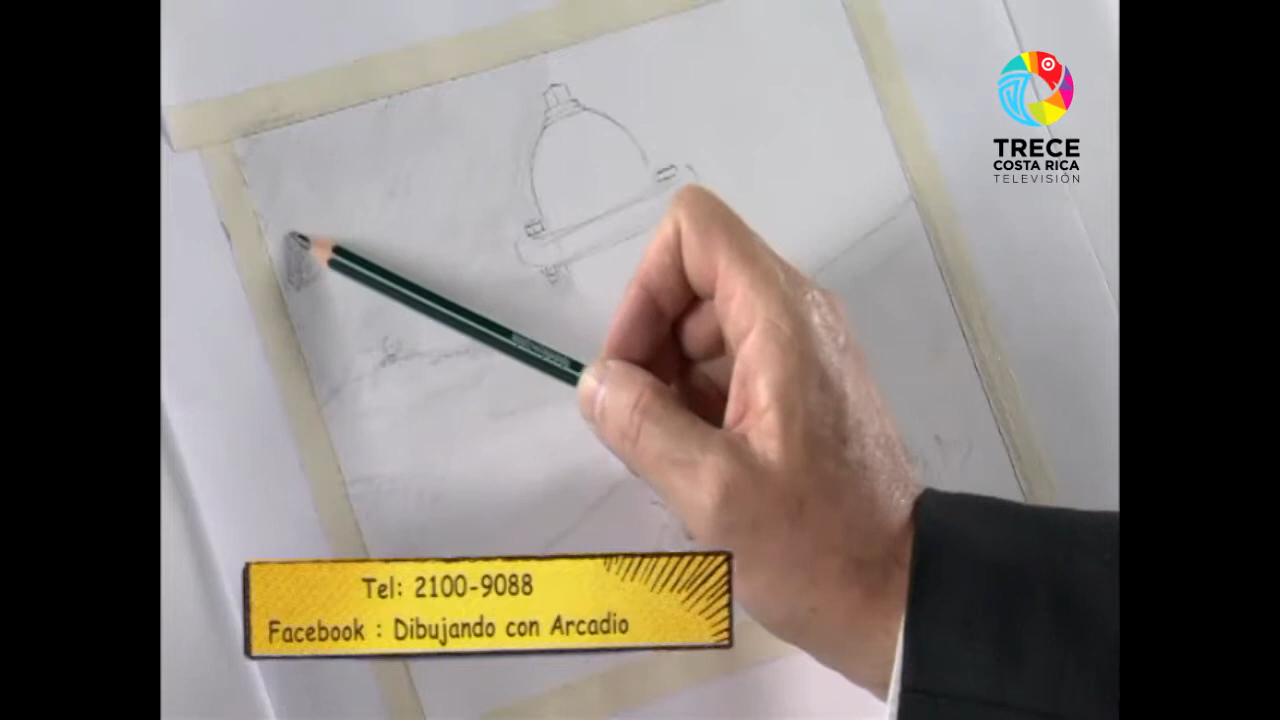 TRECE
COSTA RICA
TELEVISIÓN
Tel: 2100-9088
Facebook : Dibujando con Arcadio